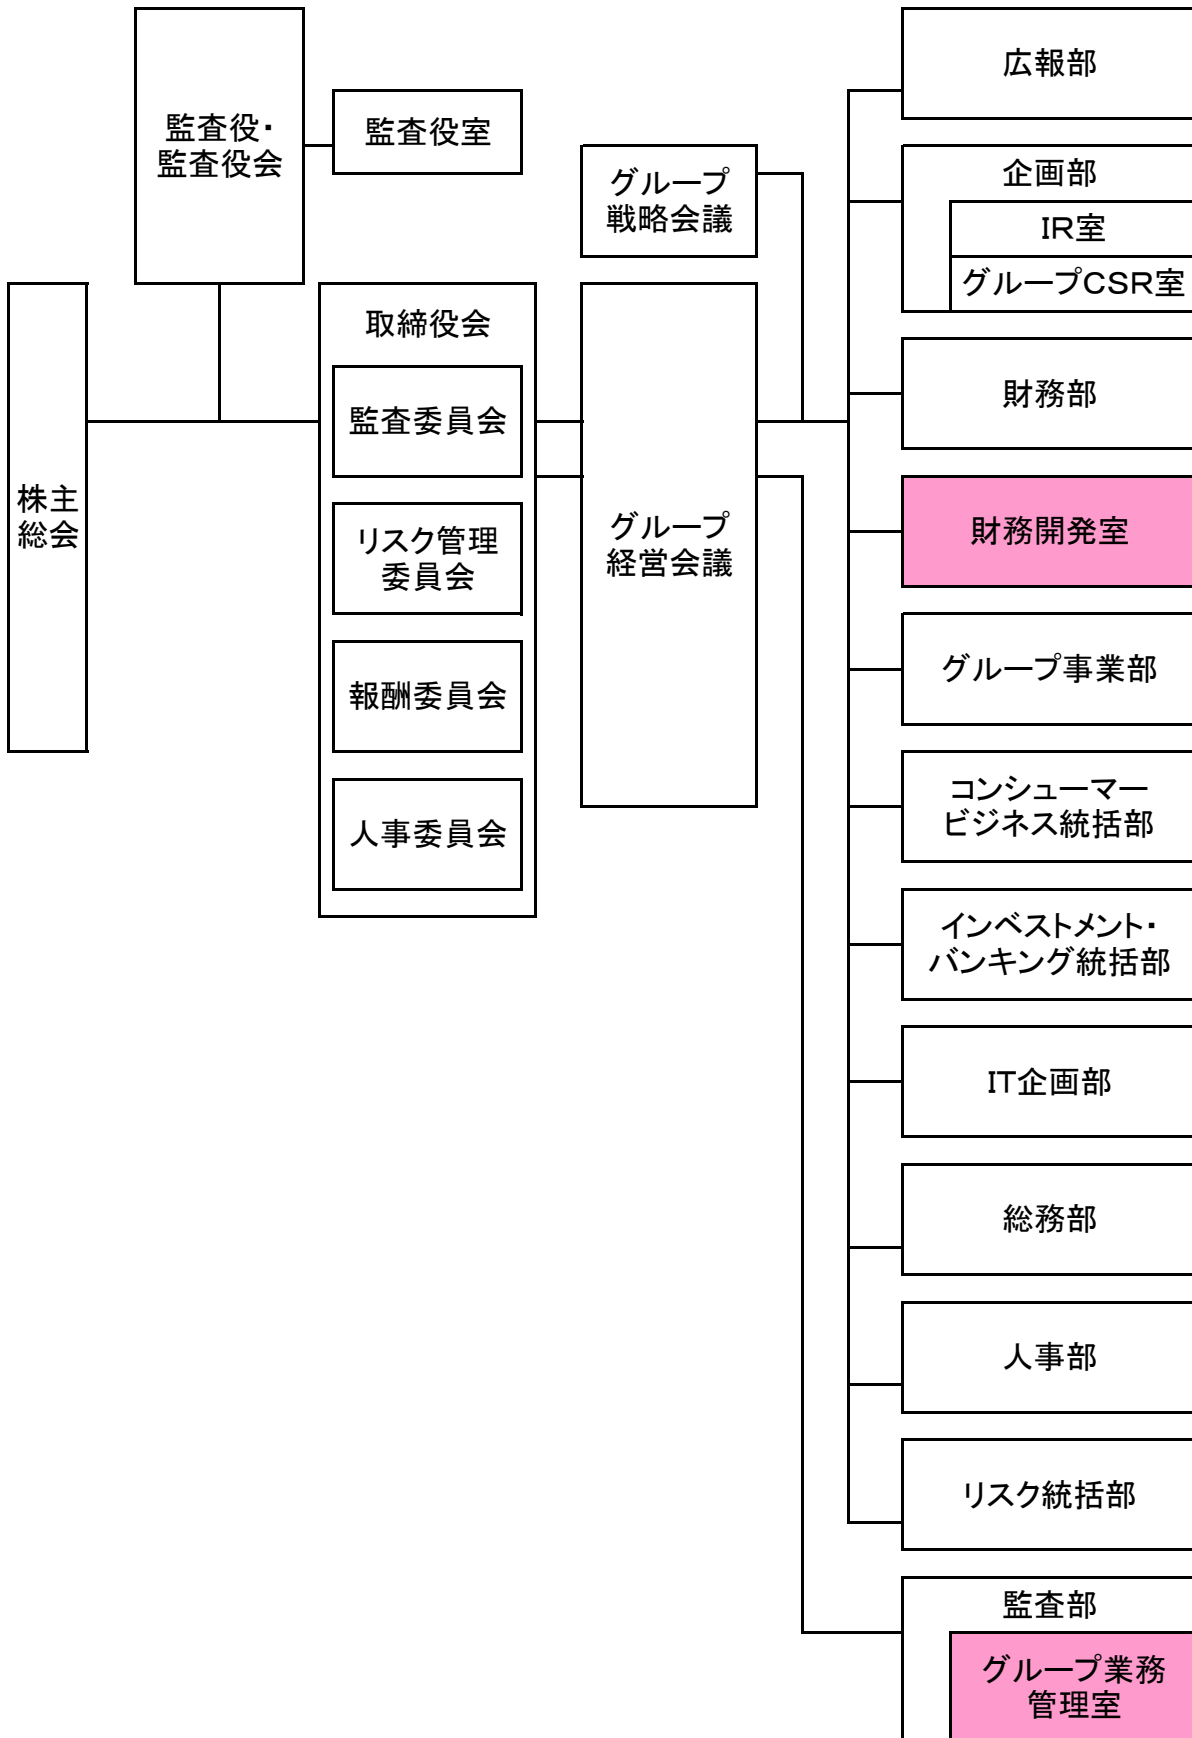 株主
総会
監査役・
監査役会
監査役室
取締役会
監査委員会
リスク管理
委員会
報酬委員会
人事委員会
グループ
戦略会議
グループ
経営会議
広報部
企画部
IR室
グループCSR室
財務部
財務開発室
グループ事業部
コンシューマー
ビジネス統括部
インベストメント・
バンキング統括部
IT企画部
総務部
人事部
リスク統括部
監査部
グループ業務
管理室